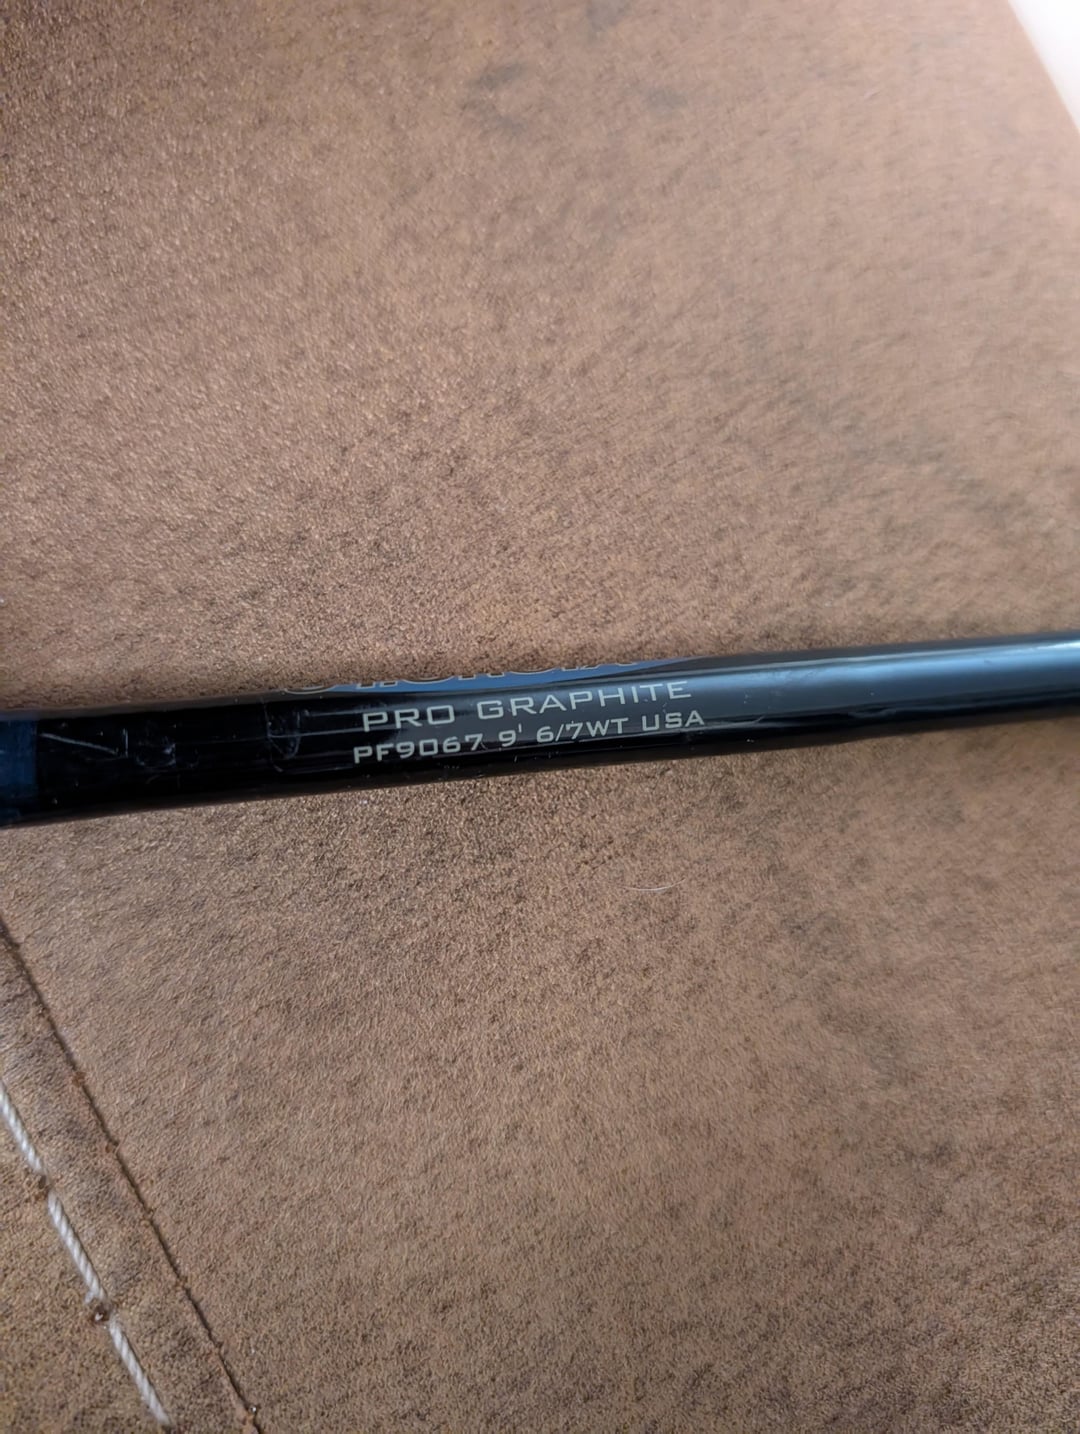 PRO GRAPHITE
PF9067 9' 6/7WT USA